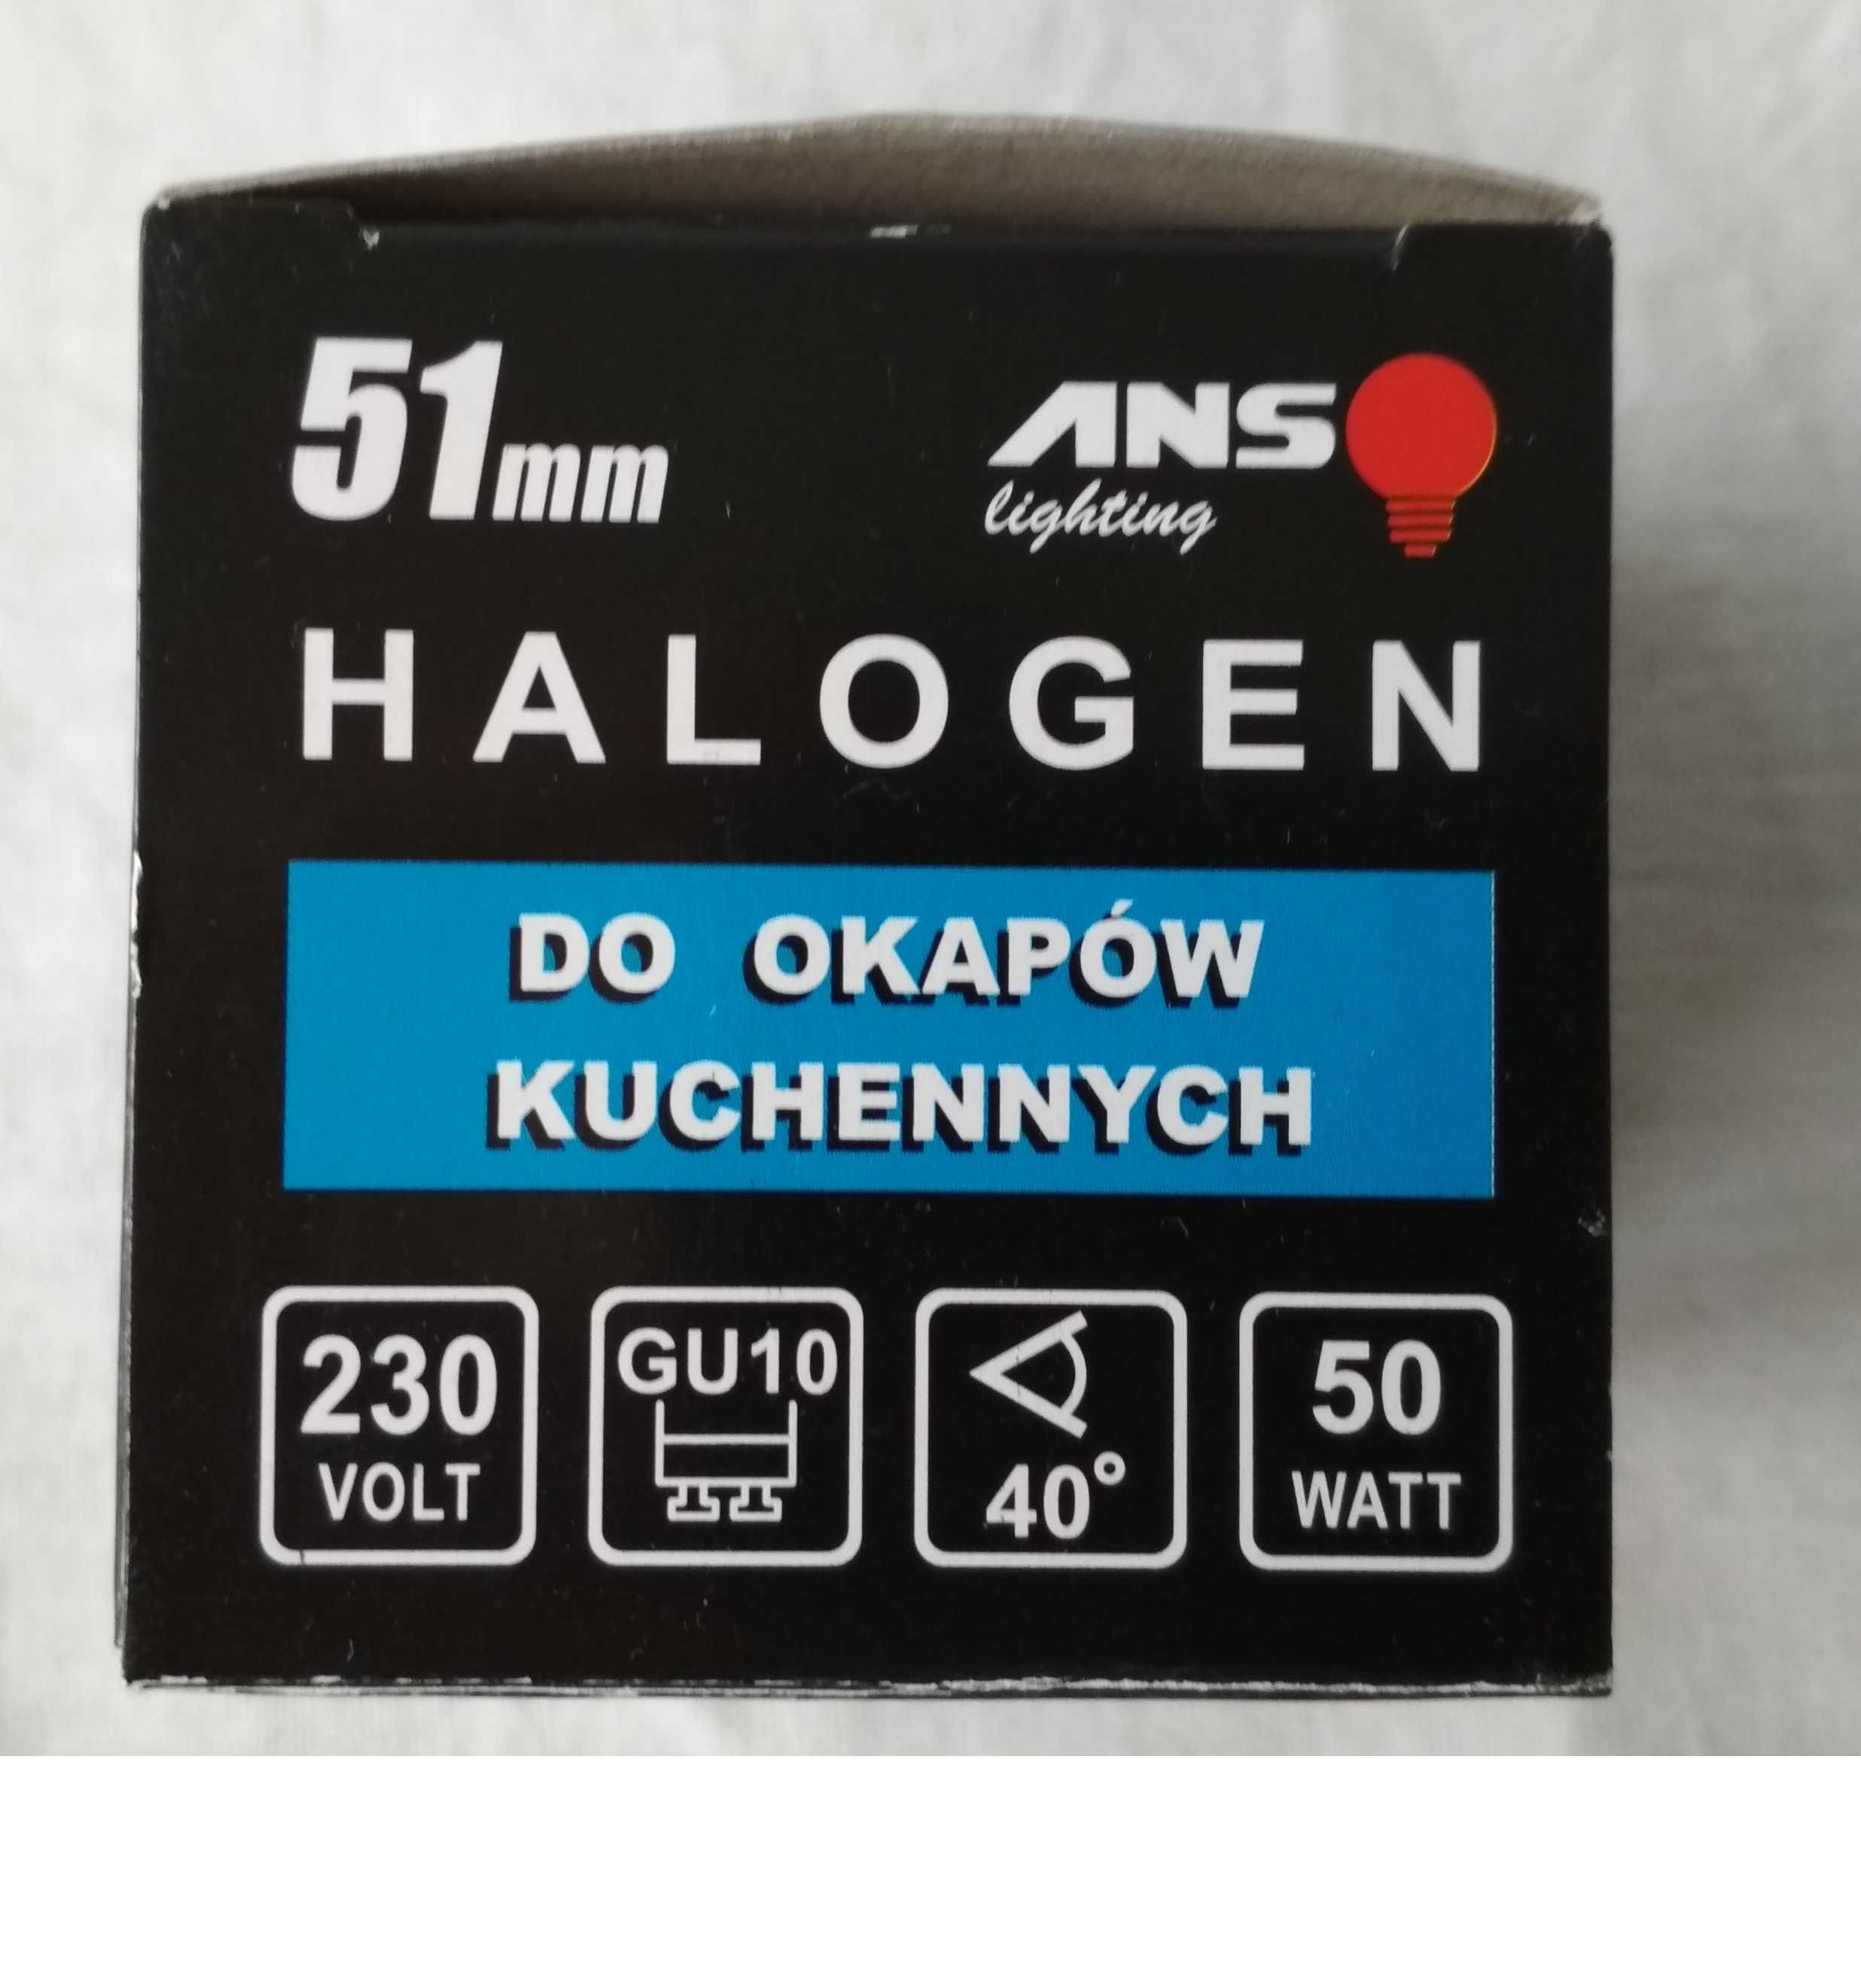 51mm
ANS
lighting
HALOGEN
DO OKAPÓW
KUCHENNYCH
230
VOLT
GU10
40°
50
WATT